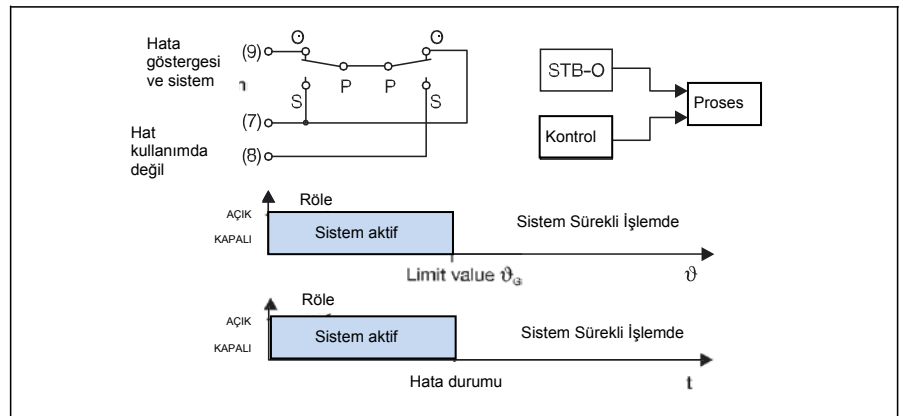 Hata
göstergesi
ve sistem
(9)
Ö
Ö
S
P
P
S
(7)
Hat
kullanımda
değil
(8)
STB-O
Kontrol
Proses
Röle
AÇIK
KAPALI
Sistem aktif
Sistem Sürekli İşlemde
Limit value ϑG
ϑ
Röle
AÇIK
KAPALI
Sistem aktif
Sistem Sürekli İşlemde
Hata durumu
t